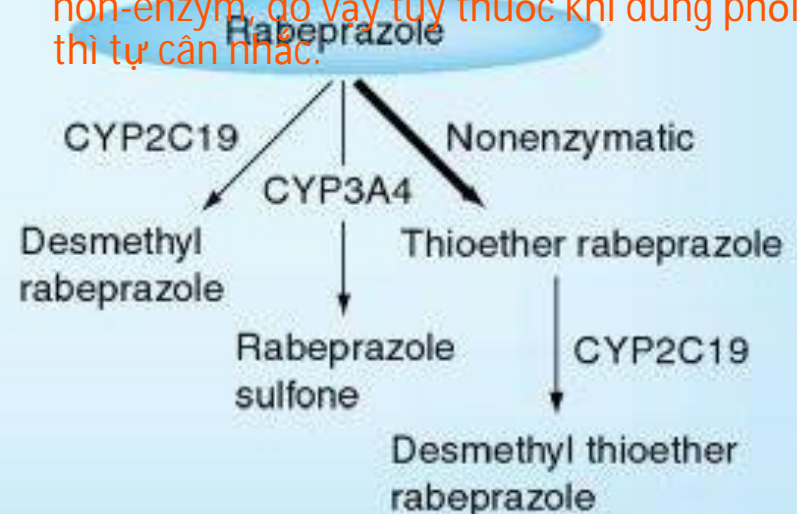 non-enzym, do vậy tùy thuộc khi dùng phối
thì tự cân nhắc.
Rabeprazole
CYP2C19
Nonenzymatic
CYP3A4
Desmethyl
rabeprazole
Thioether rabeprazole
Rabeprazole
sulfone
CYP2C19
Desmethyl thioether
rabeprazole